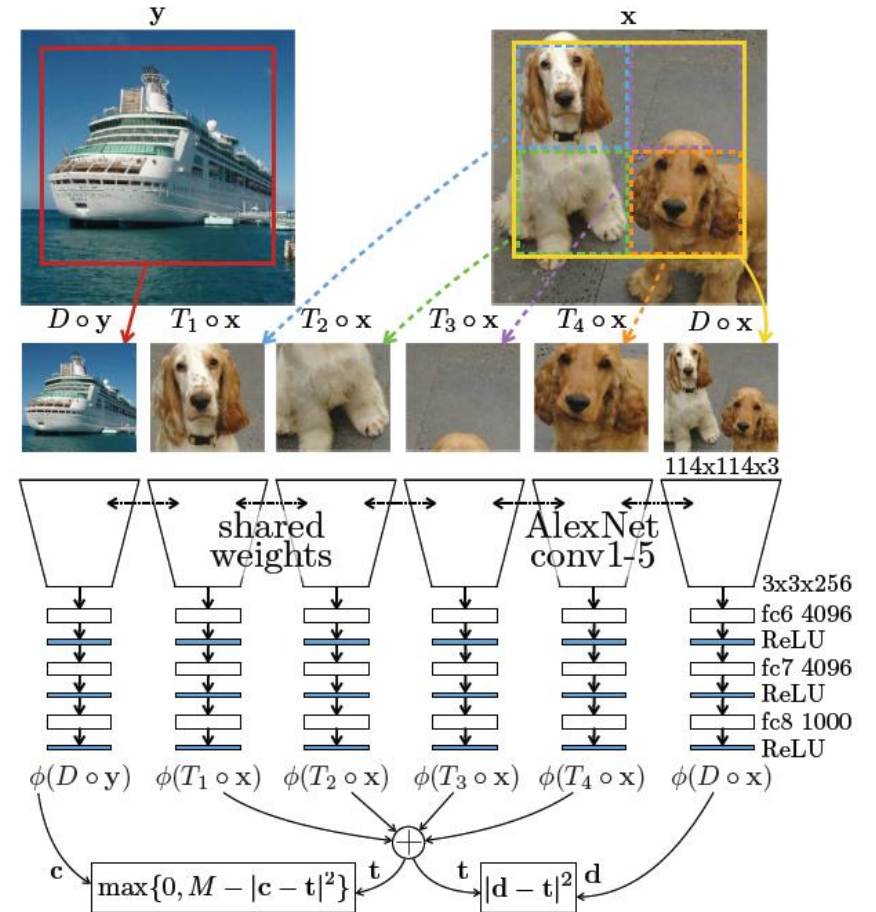 y x
D ∘ y T₁ ∘ x T₂ ∘ x T₃ ∘ x T₄ ∘ x D ∘ x
114x114x3
shared AlexNet
weights conv1-5
3x3x256
fc6 4096
ReLU
fc7 4096
ReLU
fc8 1000
ReLU
ϕ(D ∘ y) ϕ(T₁ ∘ x) ϕ(T₂ ∘ x) ϕ(T₃ ∘ x) ϕ(T₄ ∘ x) ϕ(D ∘ x)
+
c t t d
max{0, M − |c − t|²} |d − t|²